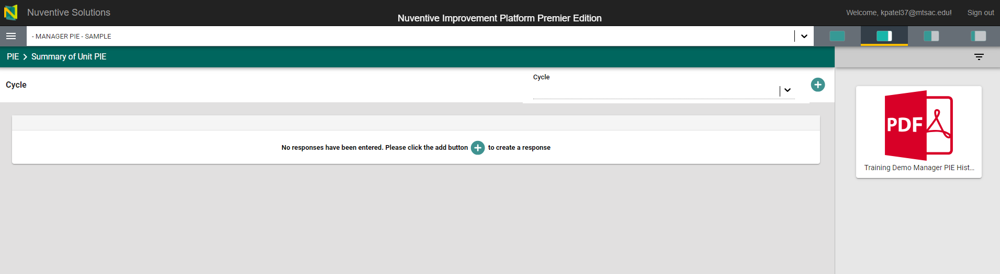 Nuventive Solutions
Nuventive Improvement Platform Premier Edition
Welcome, kpatel37@mtsac.edu!
Sign out
- MANAGER PIE - SAMPLE
PIE > Summary of Unit PIE
Cycle
Cycle
No responses have been entered. Please click the add button + to create a response
PDF
Training Demo Manager PIE Hist...